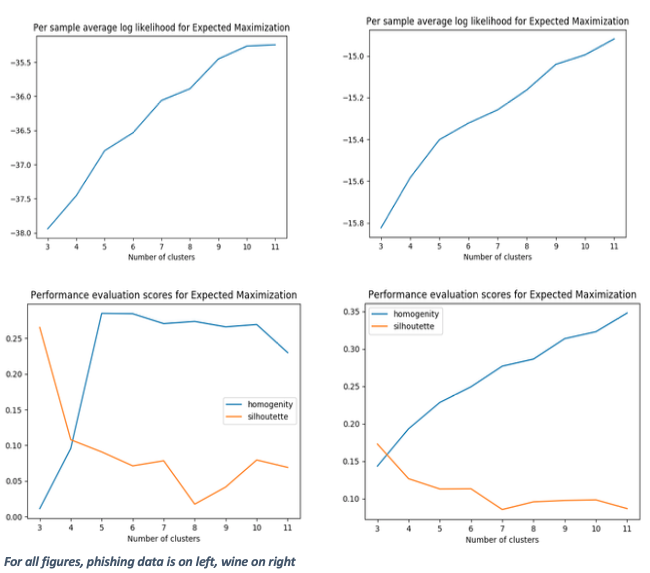 Per sample average log likelihood for Expected Maximization
−35.5
−36.0
−36.5
−37.0
−37.5
−38.0
3 4 5 6 7 8 9 10 11
Number of clusters
Per sample average log likelihood for Expected Maximization
−15.0
−15.2
−15.4
−15.6
−15.8
3 4 5 6 7 8 9 10 11
Number of clusters
Performance evaluation scores for Expected Maximization
0.25
0.20
0.15
0.10
0.05
0.00
homogenity
silhoutette
3 4 5 6 7 8 9 10 11
Number of clusters
Performance evaluation scores for Expected Maximization
0.35
0.30
0.25
0.20
0.15
0.10
homogenity
silhoutette
3 4 5 6 7 8 9 10 11
Number of clusters
For all figures, phishing data is on left, wine on right